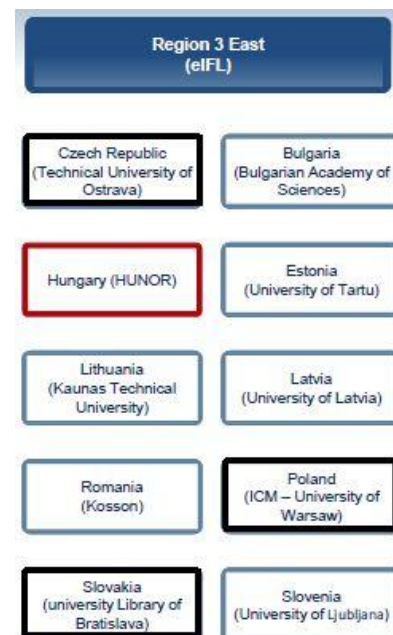 Region 3 East
(eIFL)
Czech Republic
(Technical University of
Ostrava)
Bulgaria
(Bulgarian Academy of
Sciences)
Hungary (HUNOR)
Estonia
(University of Tartu)
Lithuania
(Kaunas Technical
University)
Latvia
(University of Latvia)
Romania
(Kosson)
Poland
(ICM – University of
Warsaw)
Slovakia
(university Library of
Bratislava)
Slovenia
(University of Ljubljana)